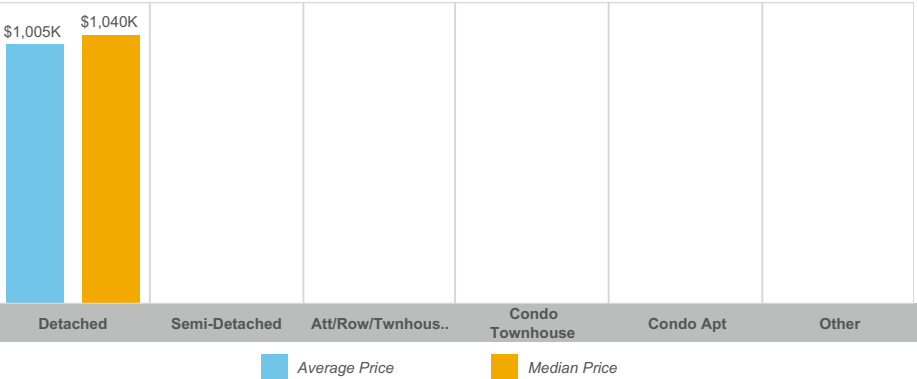 $1,005K
$1,040K
Detached
Semi-Detached
Att/Row/Twnhous..
Condo
Townhouse
Condo Apt
Other
Average Price
Median Price